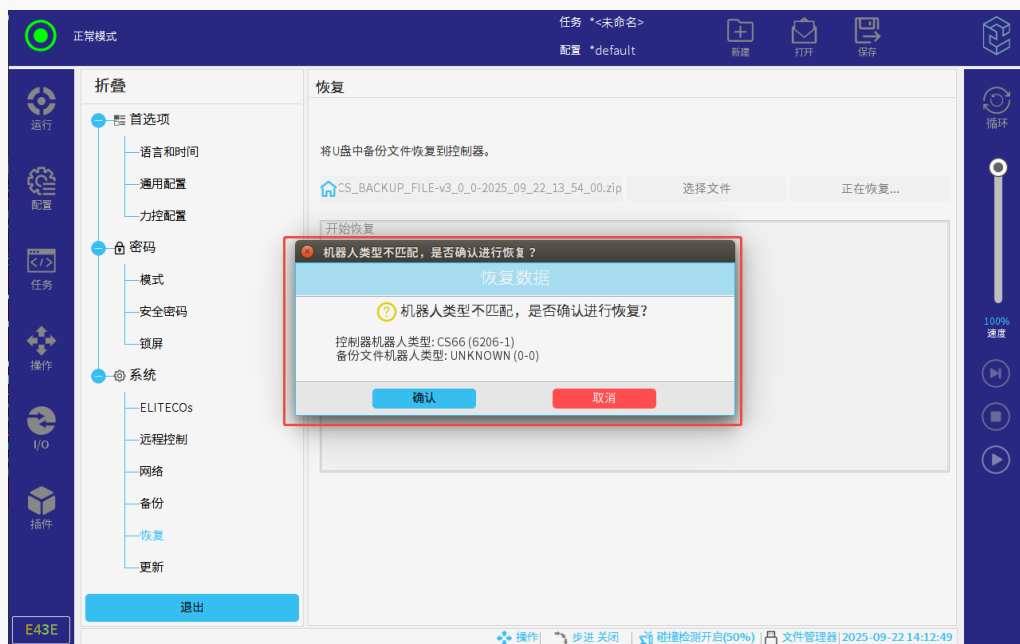 正常模式
任务 *<未命名>
配置 *default
新建
打开
保存
运行
配置
任务
操作
I/O
插件
E43E
折叠
首选项
语言和时间
通用配置
力控配置
密码
模式
安全密码
锁屏
系统
ELITECOs
远程控制
网络
备份
恢复
更新
退出
恢复
将U盘中备份文件恢复到控制器。
CS_BACKUP_FILE-v3_0_0-2025_09_22_13_54_00.zip
选择文件
正在恢复...
开始恢复
机器人类型不匹配，是否确认进行恢复？
恢复数据
机器人类型不匹配，是否确认进行恢复?
控制器机器人类型: CS66 (6206-1)
备份文件机器人类型: UNKNOWN (0-0)
确认
取消
循环
100%
速度
操作| 步进 关闭 | 碰撞检测开启(50%) | 文件管理器|2025-09-22 14:12:49